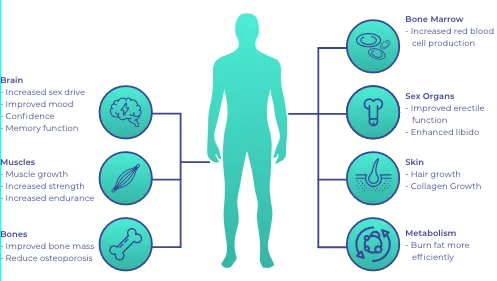 Brain
- Increased sex drive
- Improved mood
- Confidence
- Memory function
Muscles
- Muscle growth
- Increased strength
- Increased endurance
Bones
- Improved bone mass
- Reduce osteoporosis
Bone Marrow
- Increased red blood
cell production
Sex Organs
- Improved erectile
function
- Enhanced libido
Skin
- Hair growth
- Collagen Growth
Metabolism
- Burn fat more
efficiently